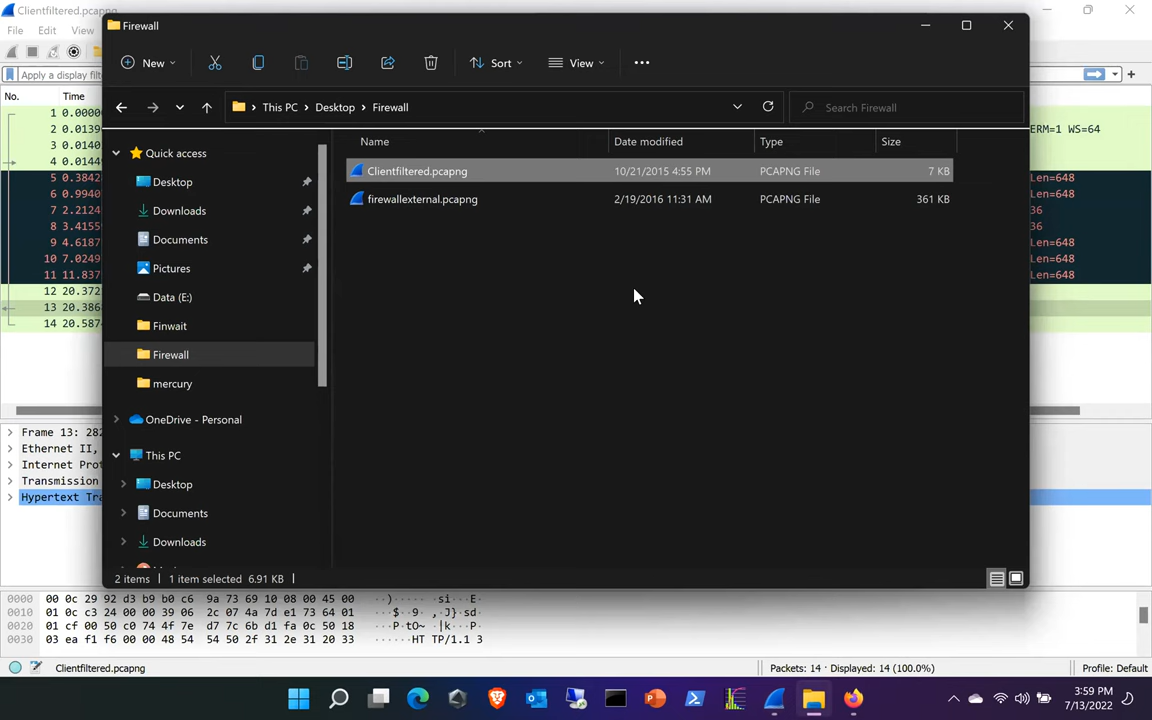 Clientfiltered.pcapng
File Edit View
Apply a display filt
No. Time
1 0.0000
2 0.0139 ERM=1 WS=64
3 0.0140
4 0.0144
5 0.3842 Len=648
6 0.9940 Len=648
7 2.2124 36
8 3.4155 36
9 4.6187 Len=648
10 7.0249 Len=648
11 11.837 Len=648
12 20.372
13 20.386
14 20.587
Firewall
New Sort View
This PC > Desktop > Firewall
Search Firewall
Name Date modified Type Size
Clientfiltered.pcapng 10/21/2015 4:55 PM PCAPNG File 7 KB
firewallexternal.pcapng 2/19/2016 11:31 AM PCAPNG File 361 KB
Quick access
Desktop
Downloads
Documents
Pictures
Data (E:)
Finwait
Firewall
mercury
OneDrive - Personal
This PC
Desktop
Documents
Downloads
2 items 1 item selected 6.91 KB
Frame 13: 282
Ethernet II,
Internet Prot
Transmission
Hypertext Tra
0000 00 0c 29 92 d3 b9 b0 c6 9a 73 69 10 08 00 45 00 ··)····· ·si···E·
0010 01 0c c3 24 00 00 39 06 2c 07 4a 7d e1 73 64 01 ···$··9· ,·J}·sd·
0020 01 cf 00 50 c0 74 4f 7e d7 7c 6b d1 fa 0c 50 18 ···P·tO~ ·|k···P·
0030 03 ea f1 f6 00 00 48 54 54 50 2f 31 2e 31 20 33 ······HT TP/1.1 3
Clientfiltered.pcapng Packets: 14 · Displayed: 14 (100.0%) Profile: Default
3:59 PM
7/13/2022